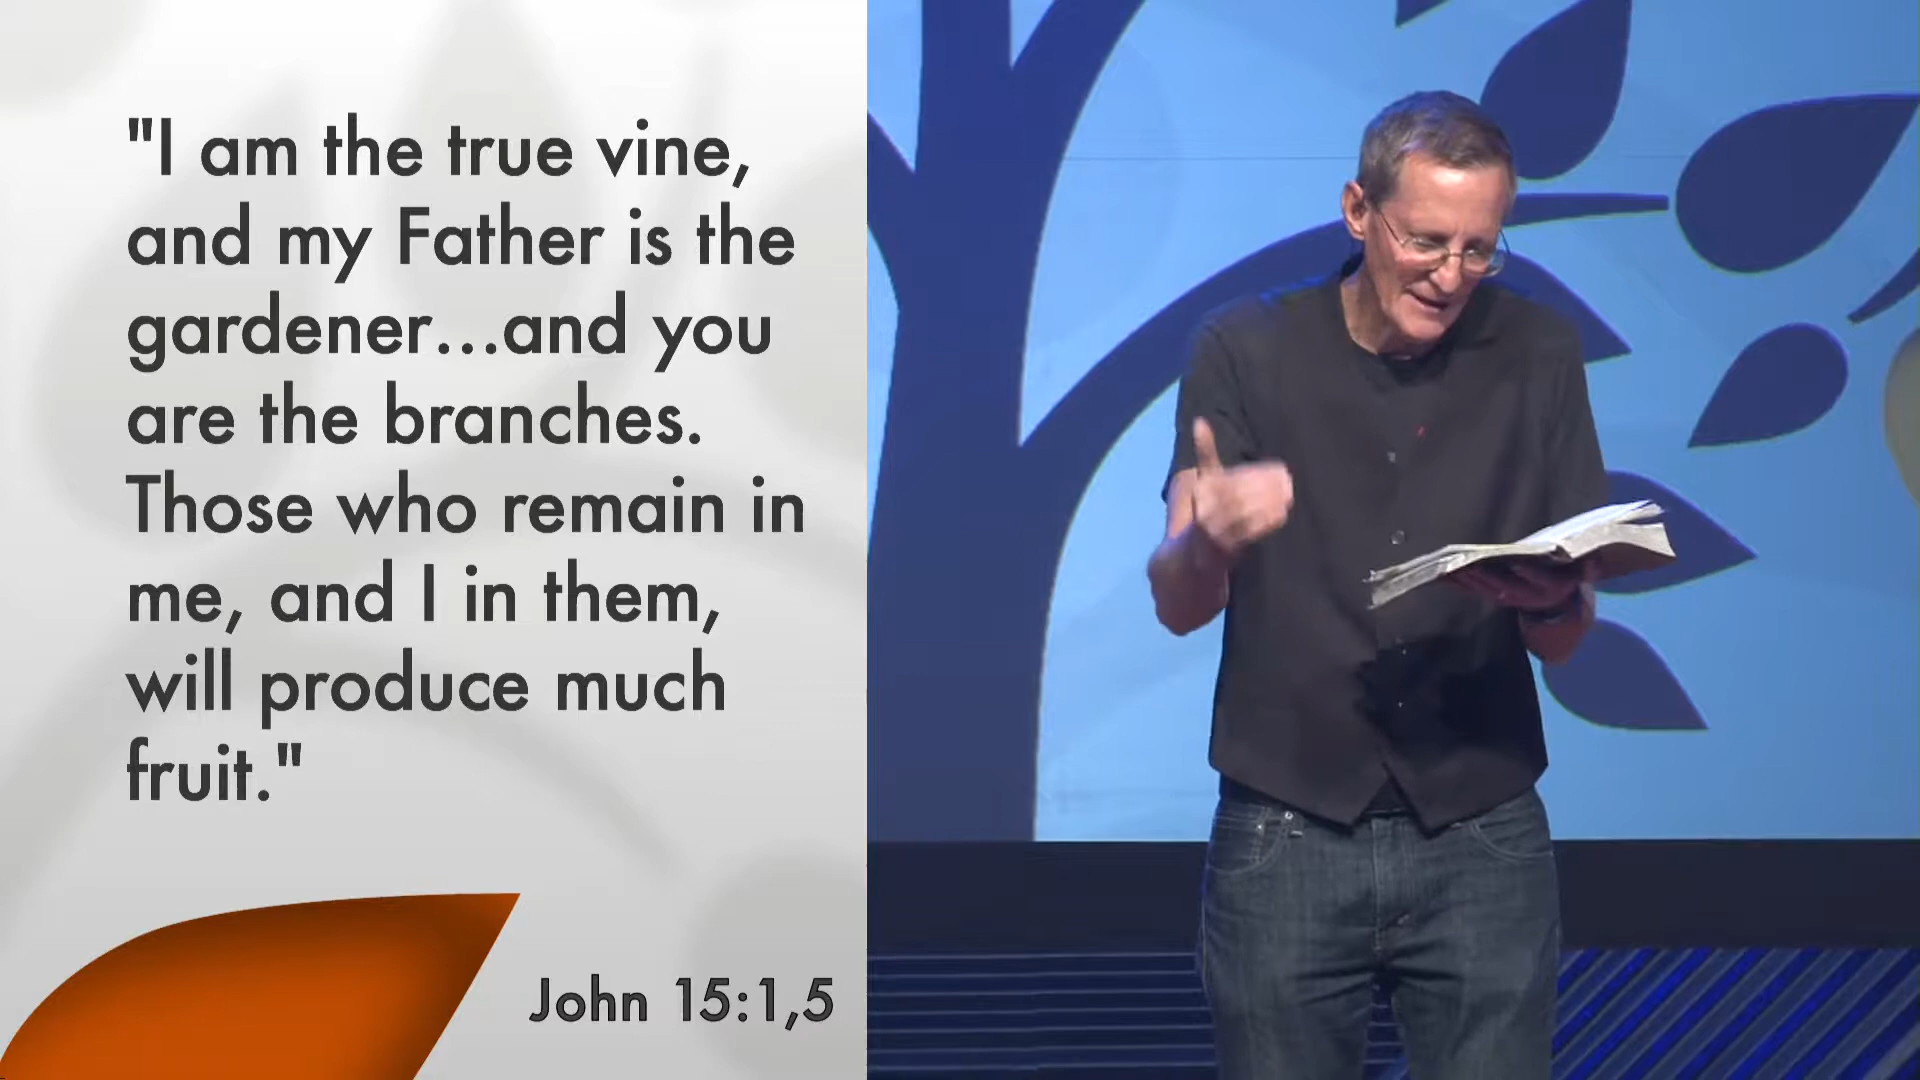 "I am the true vine,
and my Father is the
gardener...and you
are the branches.
Those who remain in
me, and I in them,
will produce much
fruit."
John 15:1,5